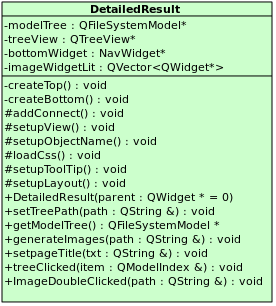 DetailedResult
-modelTree : QFileSystemModel*
-treeView : QTreeView*
-bottomWidget : NavWidget*
-imageWidgetLit : QVector<QWidget*>
-createTop() : void
-createBottom() : void
#addConnect() : void
#setupView() : void
#setupObjectName() : void
#loadCss() : void
#setupToolTip() : void
#setupLayout() : void
+DetailedResult(parent : QWidget * = 0)
+setTreePath(path : QString &) : void
+getModelTree() : QFileSystemModel *
+generateImages(path : QString &) : void
+setpageTitle(txt : QString &) : void
+treeClicked(item : QModelIndex &) : void
+ImageDoubleClicked(path : QString &) : void